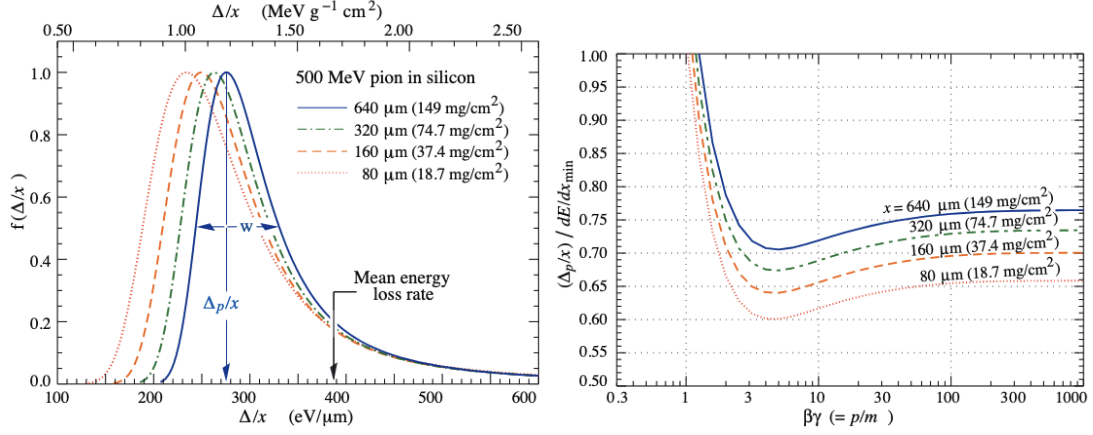 Δ/x (MeV g⁻¹ cm²)
0.50 1.00 1.50 2.00 2.50
500 MeV pion in silicon
640 μm (149 mg/cm²)
320 μm (74.7 mg/cm²)
160 μm (37.4 mg/cm²)
80 μm (18.7 mg/cm²)
1.0
0.8
0.6
0.4
0.2
0.0
f(Δ/x)
w
Δp/x
Mean energy
loss rate
100 200 300 400 500 600
Δ/x (eV/μm)
1.00
0.95
0.90
0.85
0.80
0.75
0.70
0.65
0.60
0.55
0.50
(Δp/x) / dE/dxmin
x = 640 μm (149 mg/cm²)
320 μm (74.7 mg/cm²)
160 μm (37.4 mg/cm²)
80 μm (18.7 mg/cm²)
0.3 1 3 10 30 100 300 1000
βγ (= p/m)